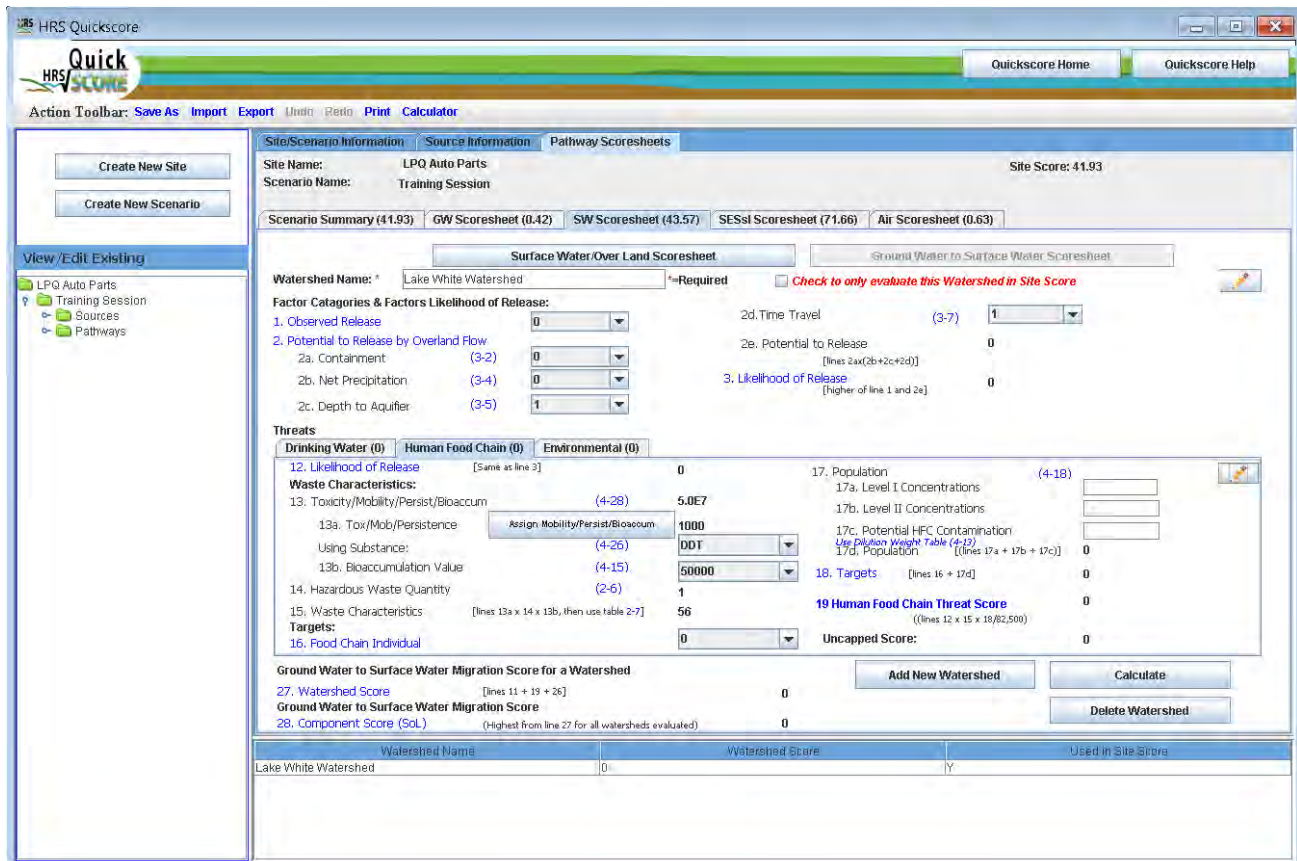 HRS Quickscore
Quick
HRS SCORE
Quickscore Home Quickscore Help
Action Toolbar: Save As Import Export Undo Redo Print Calculator
Create New Site
Create New Scenario
View /Edit Existing
LPQ Auto Parts
Training Session
Sources
Pathways
Site/Scenario Information Source Information Pathway Scoresheets
Site Name: LPQ Auto Parts Site Score: 41.93
Scenario Name: Training Session
Scenario Summary (41.93) GW Scoresheet (0.42) SW Scoresheet (43.57) SESsI Scoresheet (71.66) Air Scoresheet (0.63)
Surface Water/Over Land Scoresheet Ground Water to Surface Water Scoresheet
Watershed Name: * Lake White Watershed *=Required Check to only evaluate this Watershed in Site Score
Factor Catagories & Factors Likelihood of Release:
1. Observed Release 0 2d.Time Travel (3-7) 1
2. Potential to Release by Overland Flow
2a. Containment (3-2) 0 2e. Potential to Release 0
[lines 2ax(2b+2c+2d)]
2b. Net Precipitation (3-4) 0 3. Likelihood of Release 0
[higher of line 1 and 2e]
2c. Depth to Aquifier (3-5) 1
Threats
Drinking Water (0) Human Food Chain (0) Environmental (0)
12. Likelihood of Release [Same as line 3] 0 17. Population (4-18)
Waste Characteristics: 17a. Level I Concentrations
13. Toxicity/Mobility/Persist/Bioaccum (4-28) 5.0E7 17b. Level II Concentrations
13a. Tox/Mob/Persistence Assign Mobility/Persist/Bioaccum 1000 17c. Potential HFC Contamination
Use Dilution Weight Table (4-13)
Using Substance: (4-26) DDT 17d. Population [(lines 17a + 17b + 17c)] 0
13b. Bioaccumulation Value (4-15) 50000 18. Targets [lines 16 + 17d] 0
14. Hazardous Waste Quantity (2-6) 1
15. Waste Characteristics [lines 13a x 14 x 13b, then use table 2-7] 56 19 Human Food Chain Threat Score 0
((lines 12 x 15 x 18/82,500)
Targets:
16. Food Chain Individual 0 Uncapped Score: 0
Ground Water to Surface Water Migration Score for a Watershed Add New Watershed Calculate
27. Watershed Score [lines 11 + 19 + 26] 0
Ground Water to Surface Water Migration Score Delete Watershed
28. Component Score (SoL) (Highest from line 27 for all watersheds evaluated) 0
Watershed Name Watershed Score Used in Site Score
Lake White Watershed 0 Y